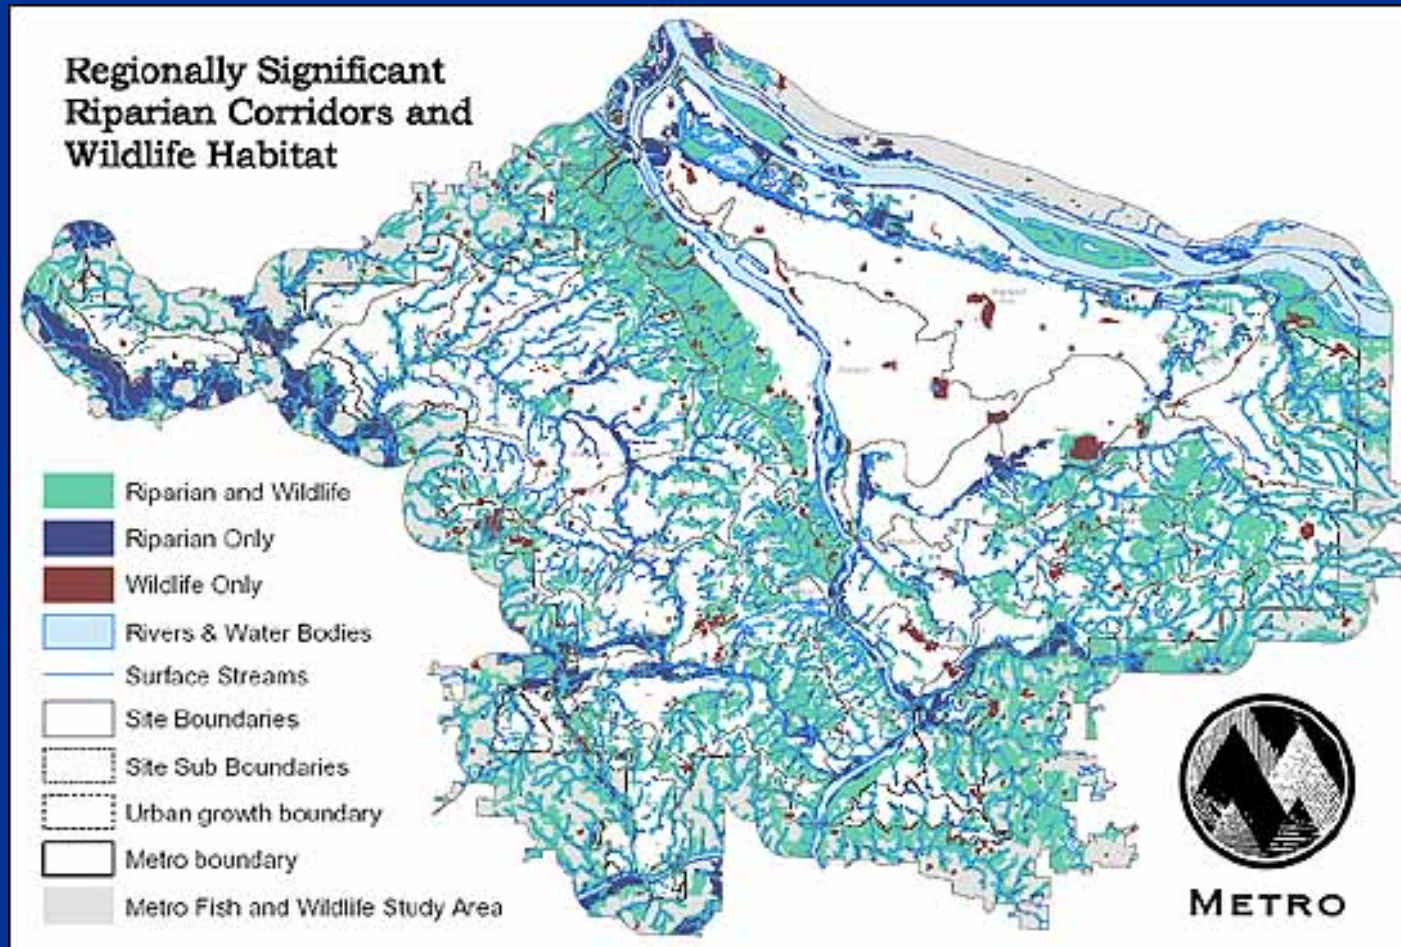 Regionally Significant
Riparian Corridors and
Wildlife Habitat
Riparian and Wildlife
Riparian Only
Wildlife Only
Rivers & Water Bodies
Surface Streams
Site Boundaries
Site Sub Boundaries
Urban growth boundary
Metro boundary
Metro Fish and Wildlife Study Area
METRO